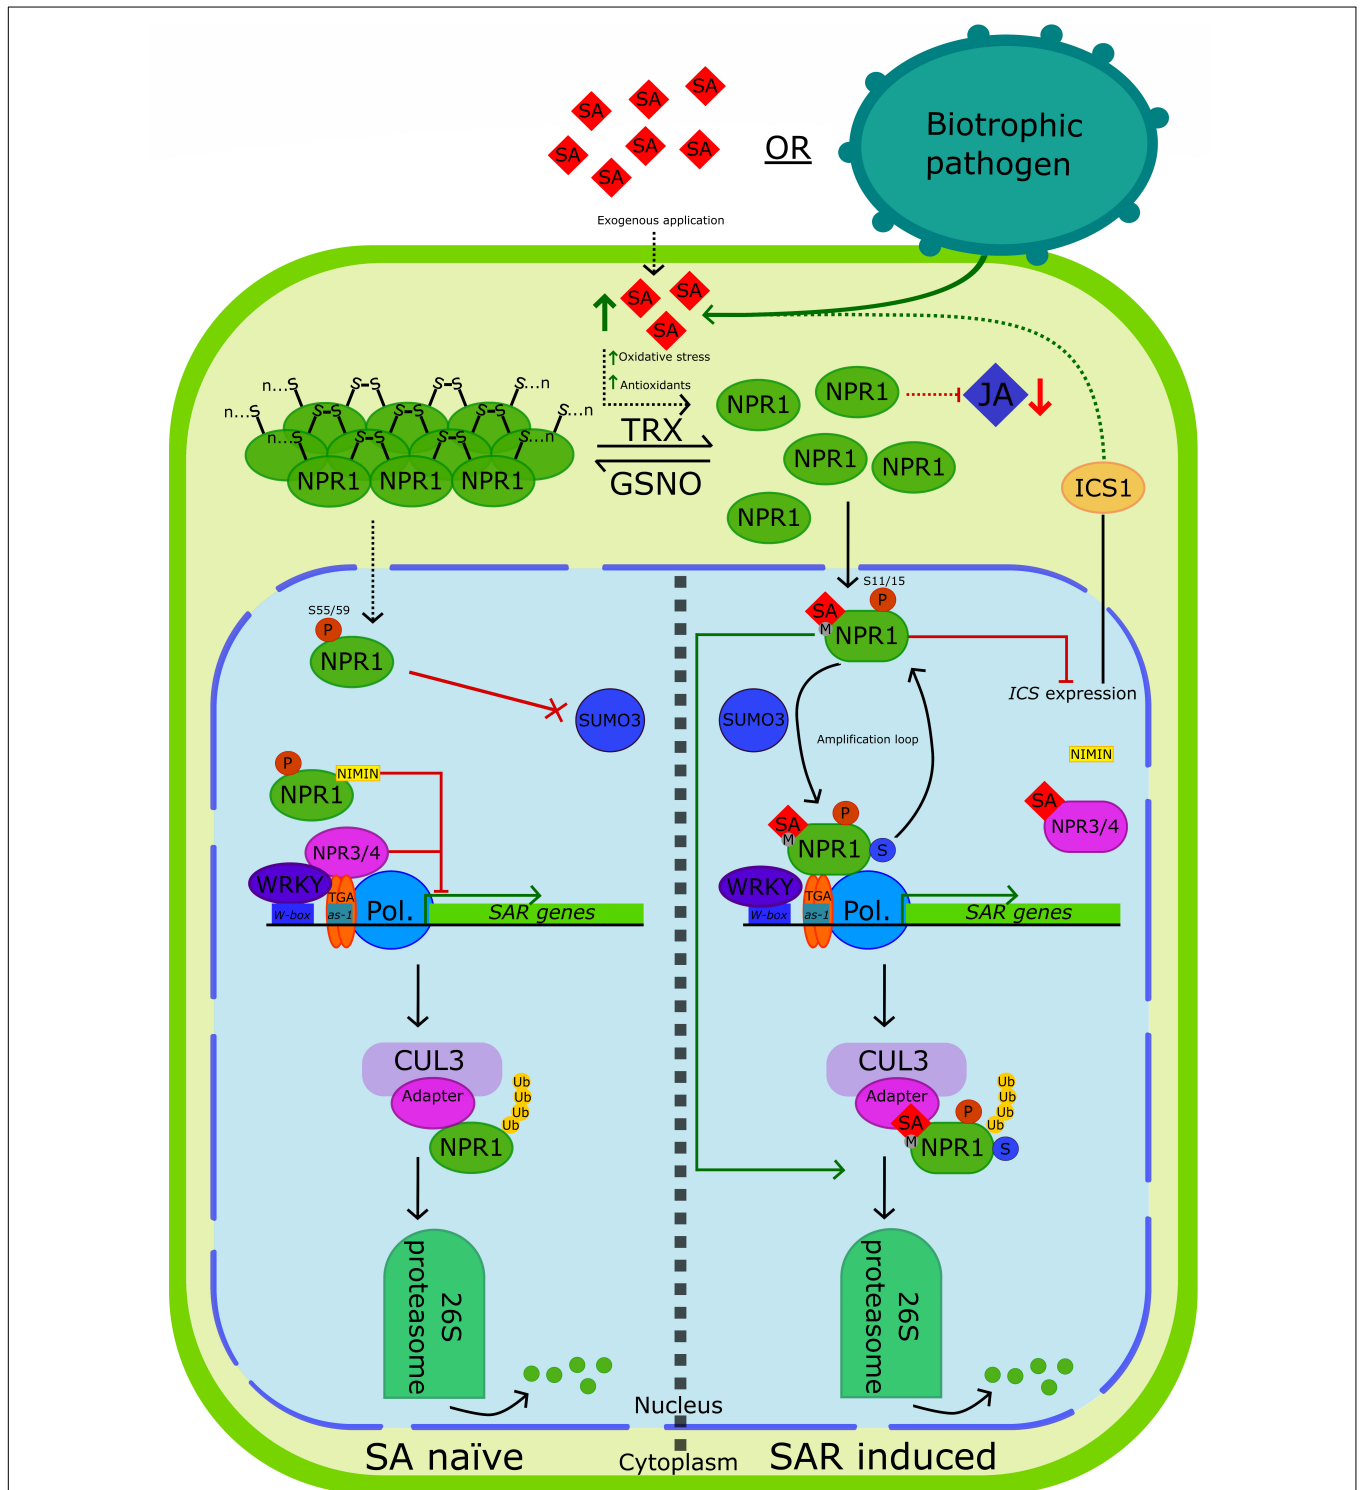 SA
SA
SA
SA
SA
SA
SA
OR
Biotrophic
pathogen
Exogenous application
SA
SA
SA
Oxidative stress
Antioxidants
TRX
GSNO
n...S
S-S
S-S
S...n
n...S
S-S
S-S
S...n
n...S
S-S
S-S
S...n
NPR1
NPR1
NPR1
NPR1
NPR1
NPR1
NPR1
NPR1
JA
ICS1
S55/59
P
NPR1
SUMO3
P
NIMIN
NPR1
NPR3/4
WRKY
TGA
W-box
as-1
Pol.
SAR genes
CUL3
Adapter
NPR1
Ub
Ub
Ub
Ub
26S
proteasome
S11/15
P
SA
M
NPR1
ICS expression
SUMO3
Amplification loop
NIMIN
SA
NPR3/4
P
SA
M
NPR1
S
WRKY
TGA
W-box
as-1
Pol.
SAR genes
CUL3
Adapter
SA
M
P
NPR1
S
Ub
Ub
Ub
Ub
26S
proteasome
Nucleus
Cytoplasm
SA naïve
SAR induced